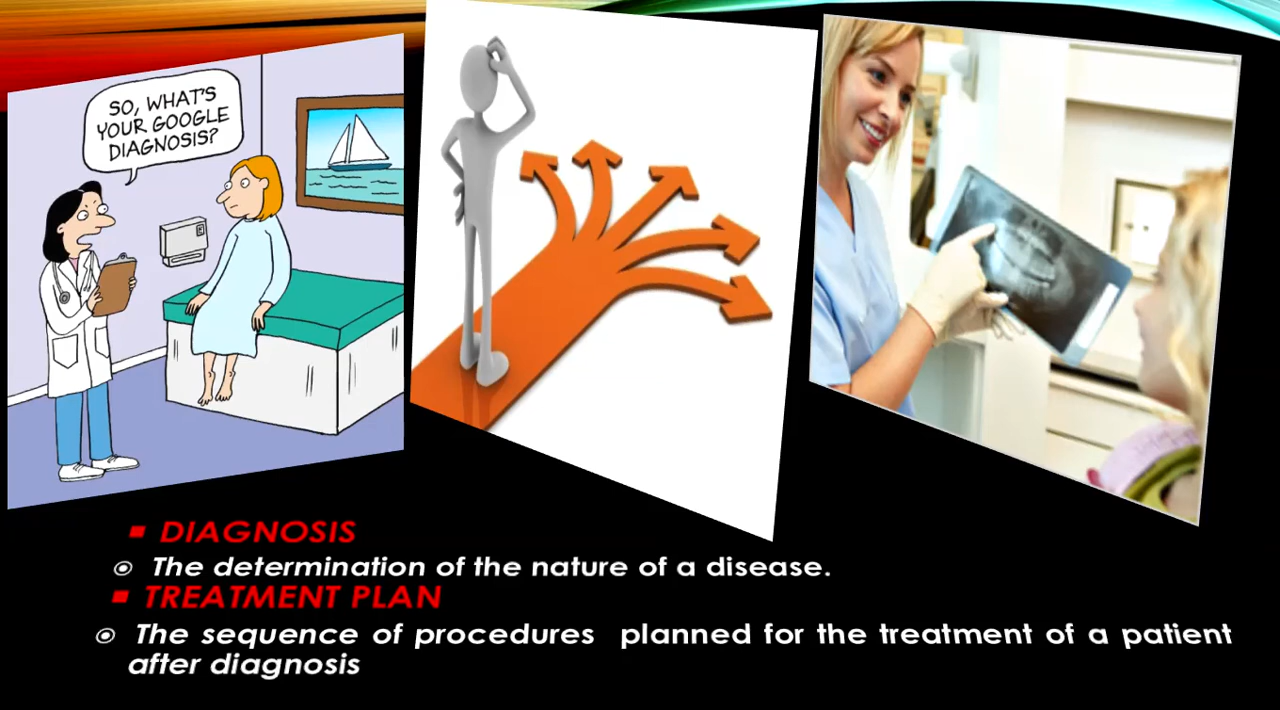 SO, WHAT'S
YOUR GOOGLE
DIAGNOSIS?
DIAGNOSIS
The determination of the nature of a disease.
TREATMENT PLAN
The sequence of procedures planned for the treatment of a patient
after diagnosis